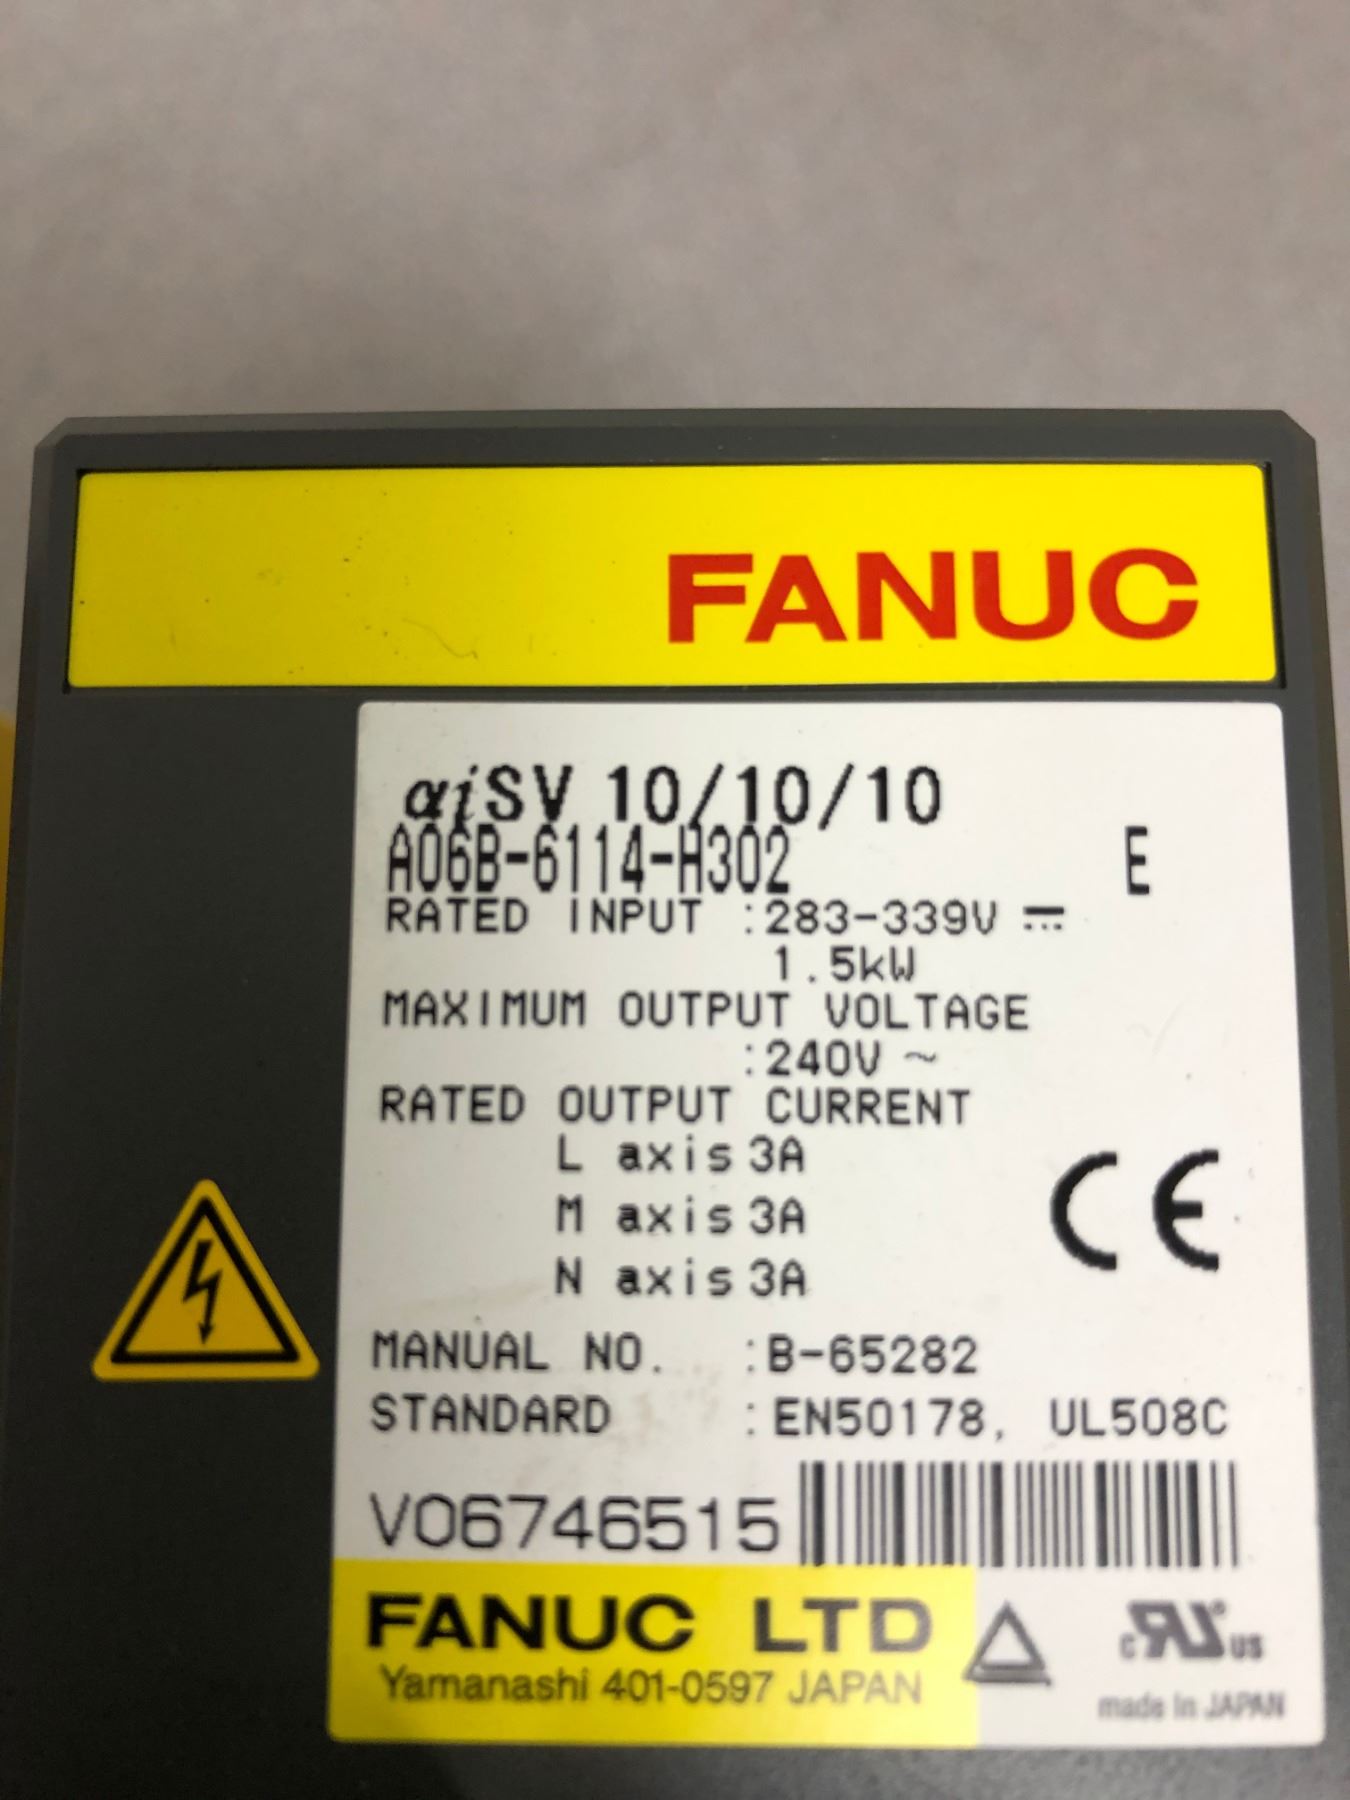 FANUC
αiSV 10/10/10
A06B-6114-H302 E
RATED INPUT :283-339V ⎓
1.5kW
MAXIMUM OUTPUT VOLTAGE
:240V ~
RATED OUTPUT CURRENT
L axis 3A
M axis 3A
N axis 3A
CE
MANUAL NO. :B-65282
STANDARD :EN50178, UL508C
V06746515
FANUC LTD
Yamanashi 401-0597 JAPAN
c RU US
made in JAPAN